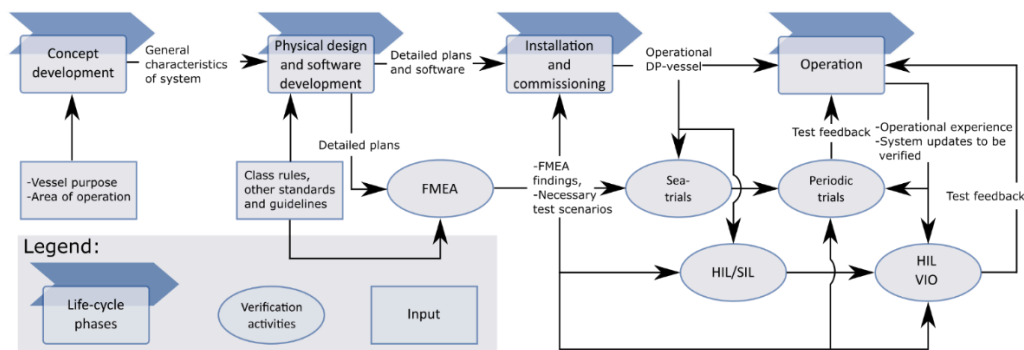 Concept
development
General
characteristics
of system
Physical design
and software
development
Detailed plans
and software
Installation
and
commissioning
Operational
DP-vessel
Operation
Detailed plans
Test feedback
-Operational experience
-System updates to be
verified
-Vessel purpose
-Area of operation
Class rules,
other standards
and guidelines
FMEA
-FMEA
findings,
-Necessary
test scenarios
Sea-
trials
Periodic
trials
Test feedback
Legend:
Life-cycle
phases
Verification
activities
Input
HIL/SIL
HIL
VIO